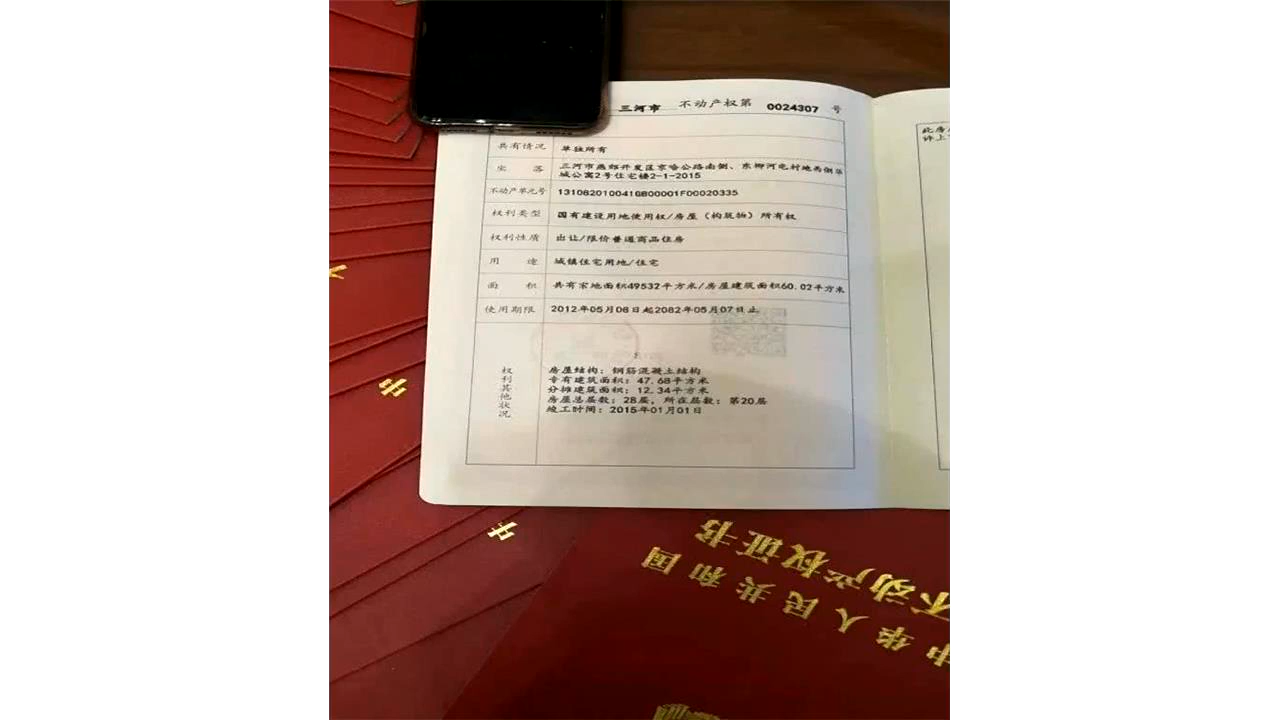 三河市 不动产权第 0024307 号
共有情况 单独所有
坐落 三河市燕郊开发区京哈公路南侧、东柳河屯村地西侧华
城公寓2号住宅楼2-1-2015
不动产单元号 131082010041GB00001F00020335
权利类型 国有建设用地使用权/房屋（构筑物）所有权
权利性质 出让/限价普通商品住房
用途 城镇住宅用地/住宅
面积 共有宗地面积49532平方米/房屋建筑面积60.02平方米
使用期限 2012年05月08日起2082年05月07日止
权利其他状况
房屋结构：钢筋混凝土结构
专有建筑面积：47.68平方米
分摊建筑面积：12.34平方米
房屋总层数：28层，所在层数：第20层
竣工时间：2015年01月01日
此房
许上
中华人民共和国
不动产权证书